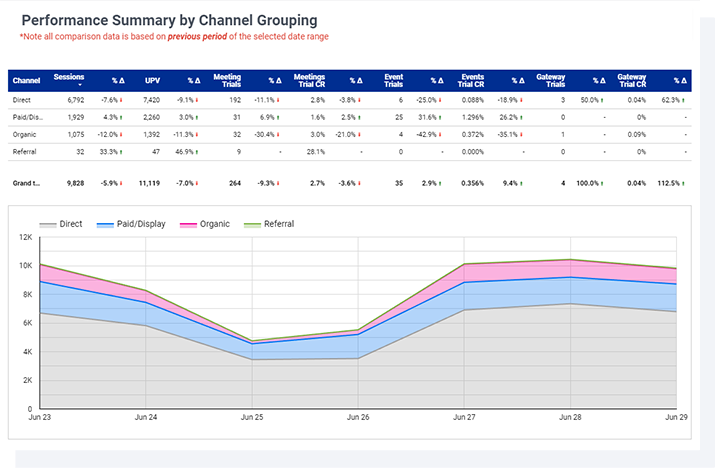 Performance Summary by Channel Grouping
*Note all comparison data is based on previous period of the selected date range
Channel Sessions % Δ UPV % Δ Meeting Trials % Δ Meetings Trial CR % Δ Event Trials % Δ Events Trial CR % Δ Gateway Trials % Δ Gateway Trial CR % Δ
Direct 6,792 -7.6% 7,420 -9.1% 192 -11.1% 2.8% -3.8% 6 -25.0% 0.088% -18.9% 3 50.0% 0.04% 62.3%
Paid/Dis... 1,929 4.3% 2,260 3.0% 31 6.9% 1.6% 2.5% 25 31.6% 1.296% 26.2% 0 - 0% -
Organic 1,075 -12.0% 1,392 -11.3% 32 -30.4% 3.0% -21.0% 4 -42.9% 0.372% -35.1% 1 - 0.09% -
Referral 32 33.3% 47 46.9% 9 - 28.1% - 0 - 0.000% - 0 - 0% -
Grand t... 9,828 -5.9% 11,119 -7.0% 264 -9.3% 2.7% -3.6% 35 2.9% 0.356% 9.4% 4 100.0% 0.04% 112.5%
Direct Paid/Display Organic Referral
12K
10K
8K
6K
4K
2K
0
Jun 23 Jun 24 Jun 25 Jun 26 Jun 27 Jun 28 Jun 29